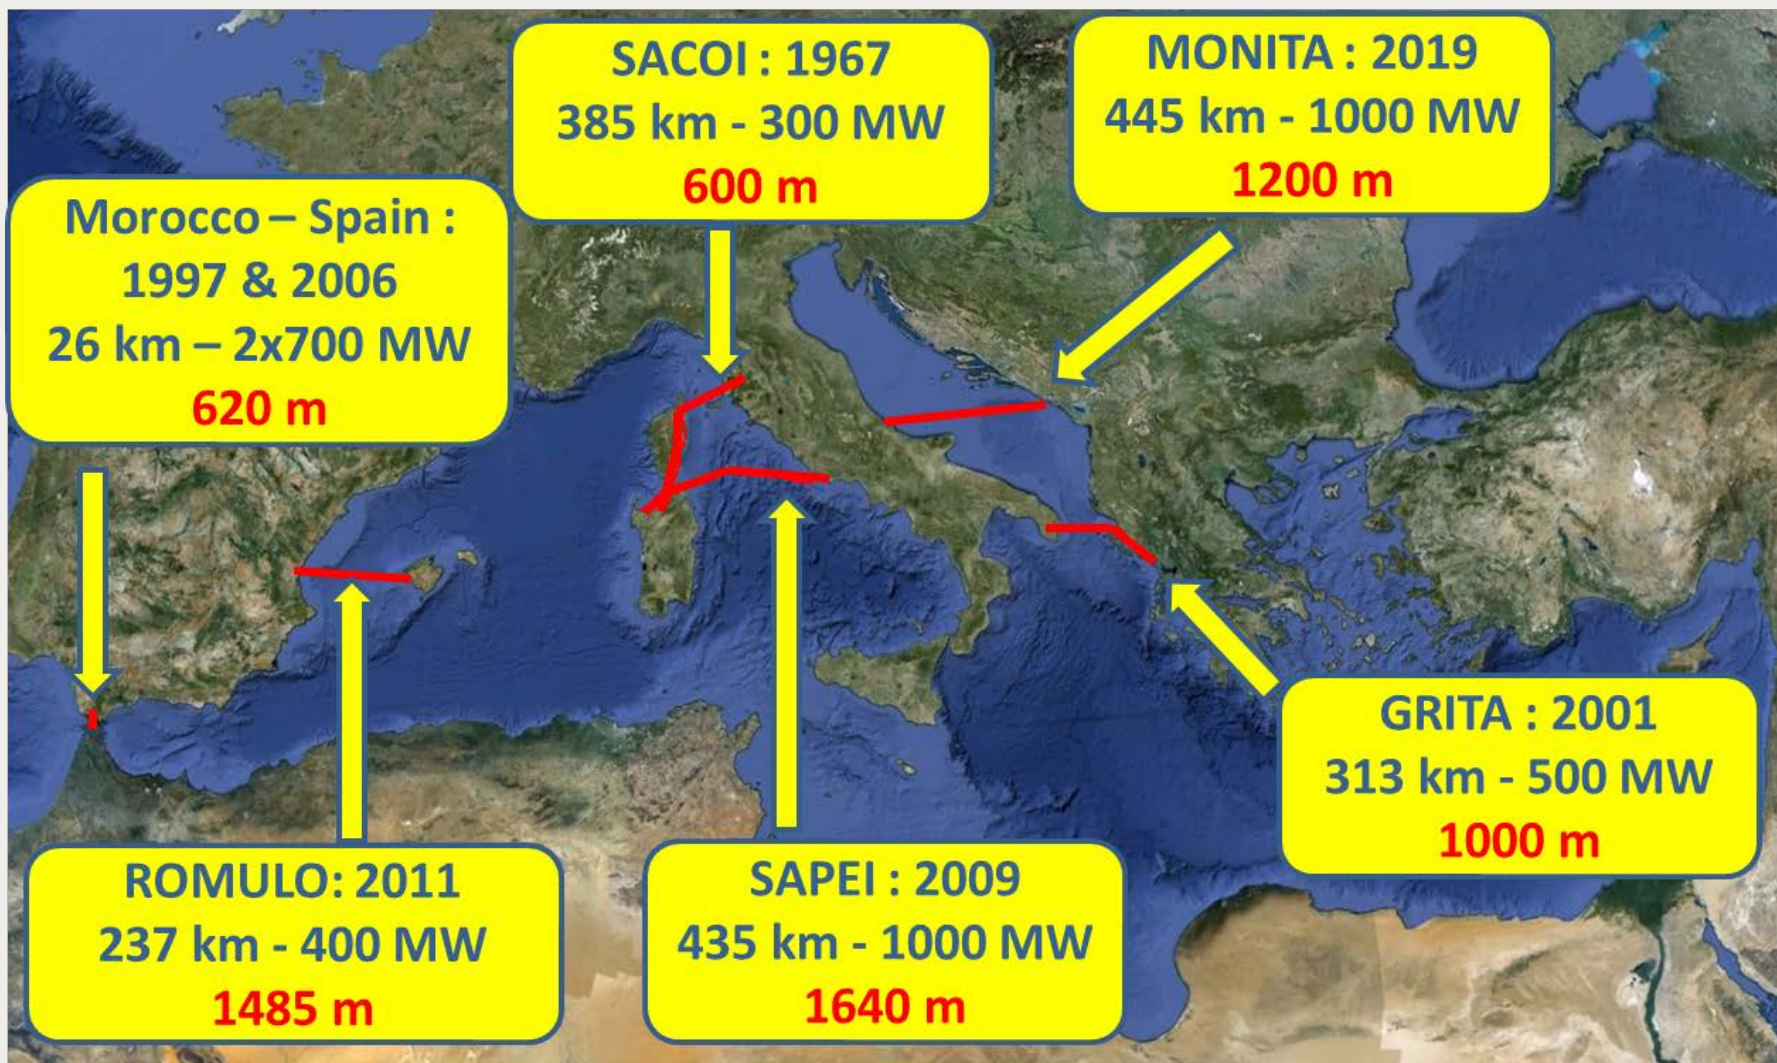 SACOI : 1967
385 km - 300 MW
600 m
MONITA : 2019
445 km - 1000 MW
1200 m
Morocco – Spain :
1997 & 2006
26 km – 2x700 MW
620 m
GRITA : 2001
313 km - 500 MW
1000 m
ROMULO: 2011
237 km - 400 MW
1485 m
SAPEI : 2009
435 km - 1000 MW
1640 m